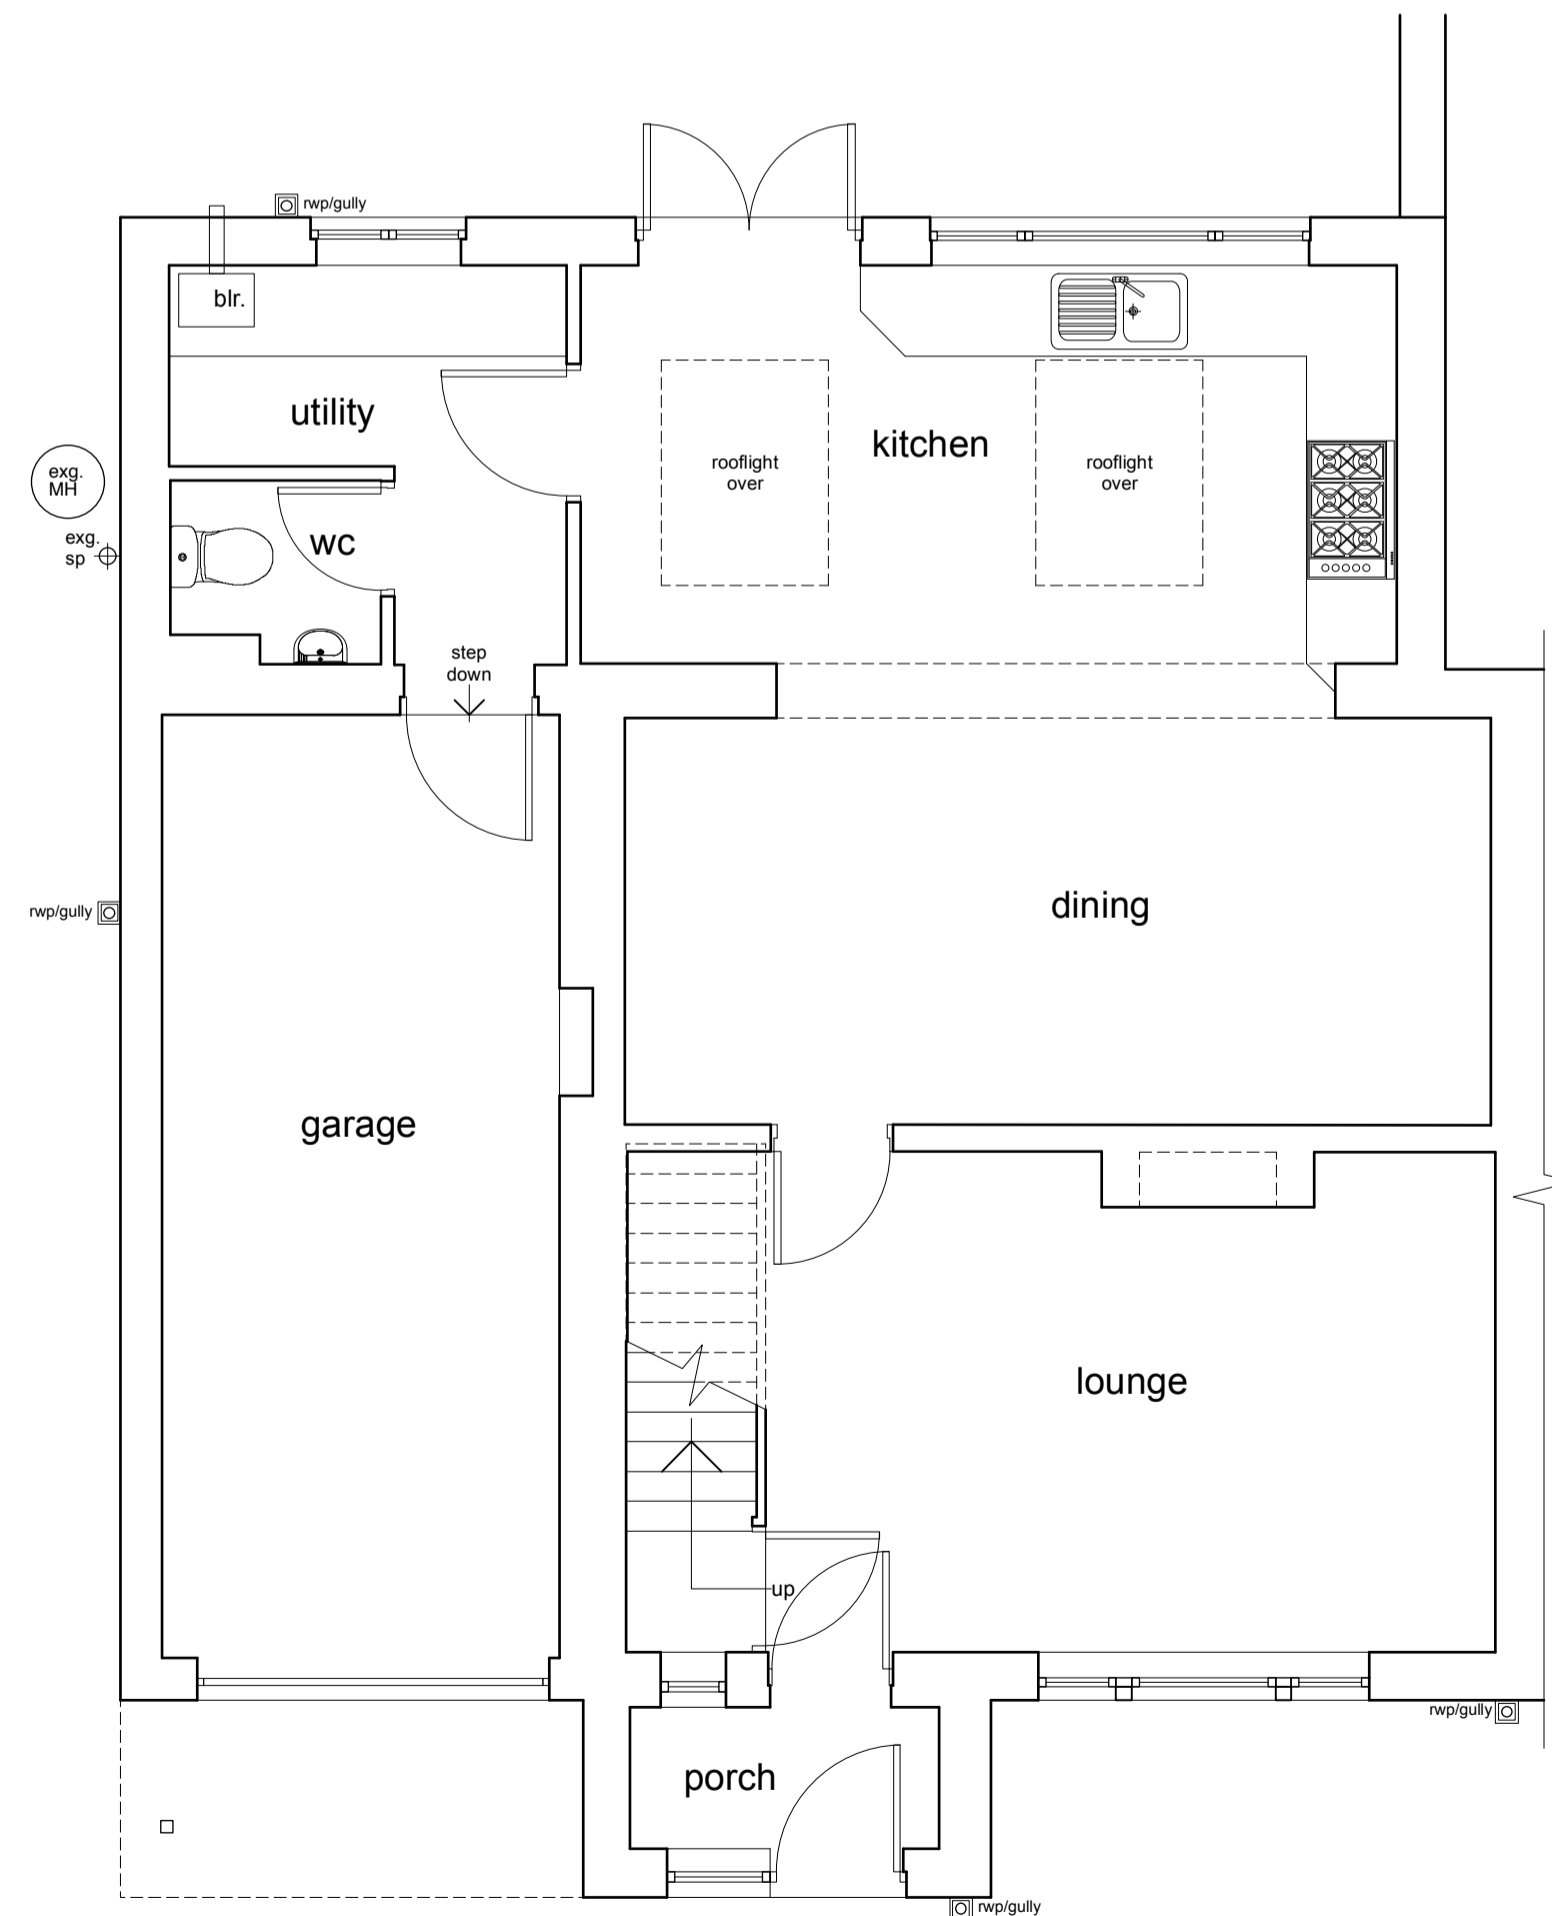 rwp/gully
blr.
utility
kitchen
rooflight
over
rooflight
over
exg.
MH
exg.
sp
wc
step
down
rwp/gully
dining
garage
lounge
up
rwp/gully
porch
rwp/gully